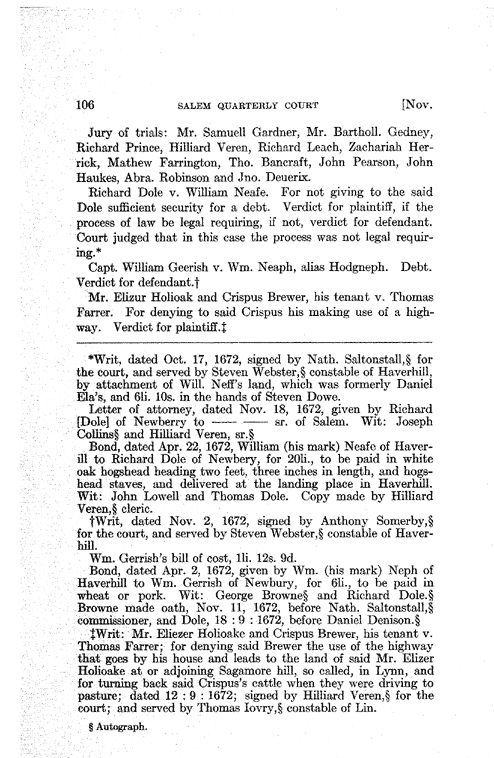 106 SALEM QUARTERLY COURT [Nov.
Jury of trials: Mr. Samuell Gardner, Mr. Bartholl. Gedney,
Richard Prince, Hilliard Veren, Richard Leach, Zachariah Her-
rick, Mathew Farrington, Tho. Bancraft, John Pearson, John
Haukes, Abra. Robinson and Jno. Deuerix.
Richard Dole v. William Neafe. For not giving to the said
Dole sufficient security for a debt. Verdict for plaintiff, if the
process of law be legal requiring, if not, verdict for defendant.
Court judged that in this case the process was not legal requir-
ing.*
Capt. William Geerish v. Wm. Neaph, alias Hodgneph. Debt.
Verdict for defendant.†
Mr. Elizur Holioak and Crispus Brewer, his tenant v. Thomas
Farrer. For denying to said Crispus his making use of a high-
way. Verdict for plaintiff.‡
*Writ, dated Oct. 17, 1672, signed by Nath. Saltonstall,§ for
the court, and served by Steven Webster,§ constable of Haverhill,
by attachment of Will. Neff's land, which was formerly Daniel
Ela's, and 6li. 10s. in the hands of Steven Dowe.
Letter of attorney, dated Nov. 18, 1672, given by Richard
[Dole] of Newberry to —— —— sr. of Salem. Wit: Joseph
Collins§ and Hilliard Veren, sr.§
Bond, dated Apr. 22, 1672, William (his mark) Neafe of Haver-
ill to Richard Dole of Newbery, for 20li., to be paid in white
oak hogshead heading two feet, three inches in length, and hogs-
head staves, and delivered at the landing place in Haverhill.
Wit: John Lowell and Thomas Dole. Copy made by Hilliard
Veren,§ cleric.
†Writ, dated Nov. 2, 1672, signed by Anthony Somerby,§
for the court, and served by Steven Webster,§ constable of Haver-
hill.
Wm. Gerrish's bill of cost, 1li. 12s. 9d.
Bond, dated Apr. 2, 1672, given by Wm. (his mark) Neph of
Haverhill to Wm. Gerrish of Newbury, for 6li., to be paid in
wheat or pork. Wit: George Browne§ and Richard Dole.§
Browne made oath, Nov. 11, 1672, before Nath. Saltonstall,§
commissioner, and Dole, 18 : 9 : 1672, before Daniel Denison.§
‡Writ: Mr. Eliezer Holioake and Crispus Brewer, his tenant v.
Thomas Farrer; for denying said Brewer the use of the highway
that goes by his house and leads to the land of said Mr. Elizer
Holioake at or adjoining Sagamore hill, so called, in Lynn, and
for turning back said Crispus's cattle when they were driving to
pasture; dated 12 : 9 : 1672; signed by Hilliard Veren,§ for the
court; and served by Thomas Iovry,§ constable of Lin.
§ Autograph.